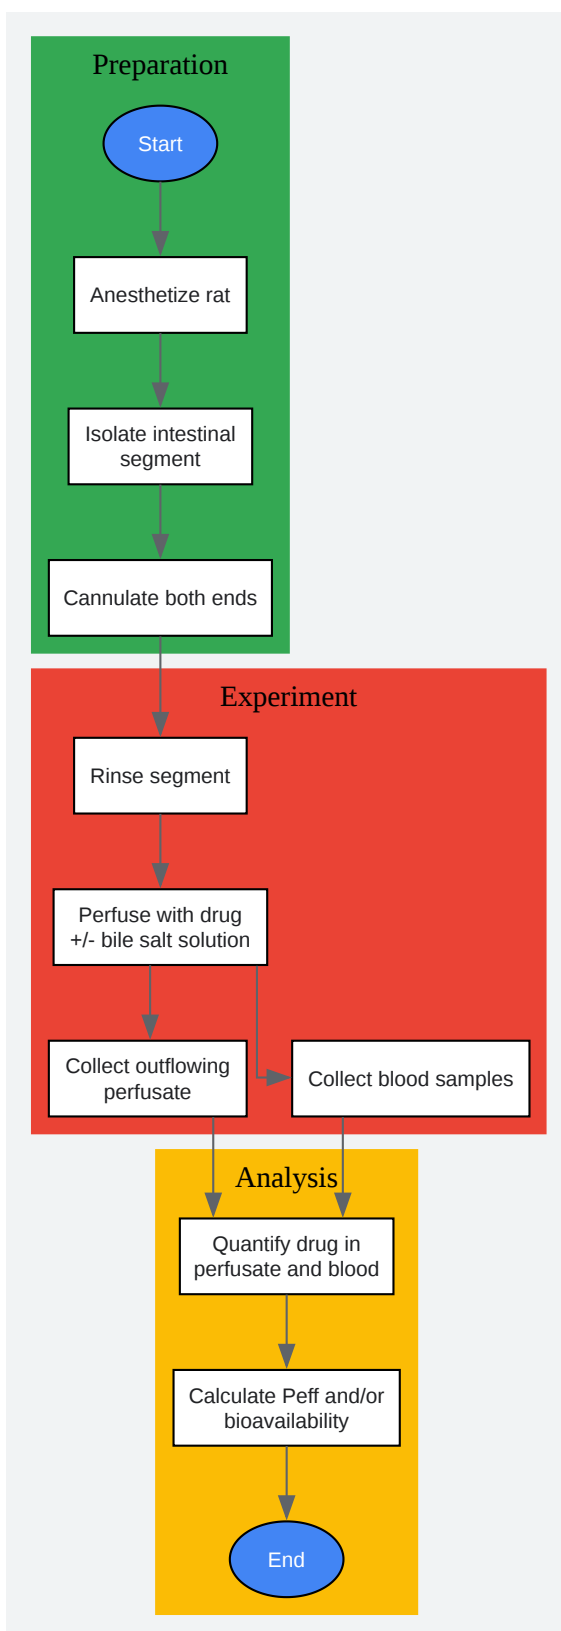 Preparation
Start
Anesthetize rat
Isolate intestinal
segment
Cannulate both ends
Experiment
Rinse segment
Perfuse with drug
+/- bile salt solution
Collect outflowing
perfusate
Collect blood samples
Analysis
Quantify drug in
perfusate and blood
Calculate Peff and/or
bioavailability
End